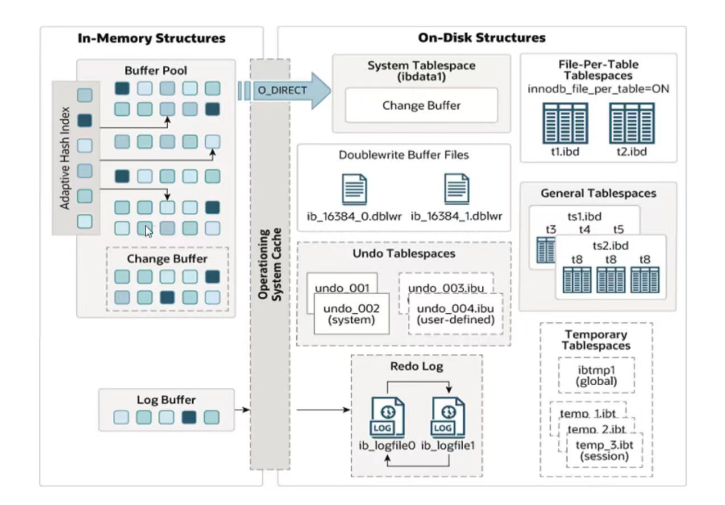 In-Memory Structures
Buffer Pool
Adaptive Hash Index
Change Buffer
Log Buffer
Operationing
System Cache
On-Disk Structures
O_DIRECT
System Tablespace
(ibdata1)
Change Buffer
File-Per-Table
Tablespaces
innodb_file_per_table=ON
t1.ibd
t2.ibd
Doublewrite Buffer Files
ib_16384_0.dblwr
ib_16384_1.dblwr
General Tablespaces
ts1.ibd
t3 t4 t5
ts2.ibd
t8 t8 t8
Undo Tablespaces
undo_001
undo_002
(system)
undo_003.ibu
undo_004.ibu
(user-defined)
Redo Log
LOG
LOG
ib_logfile0
ib_logfile1
Temporary
Tablespaces
ibtmp1
(global)
temp_1.ibt
temp_2.ibt
temp_3.ibt
(session)